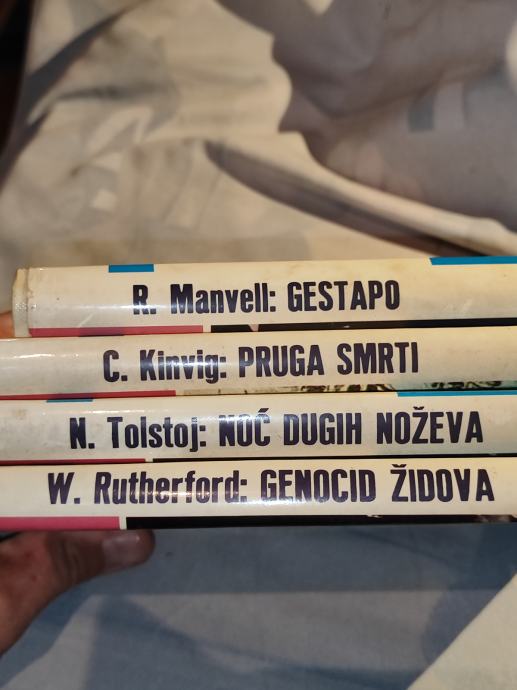 R. Manvell: GESTAPO
C. Kinvig: PRUGA SMRTI
N. Tolstoj: NOĆ DUGIH NOŽEVA
W. Rutherford: GENOCID ŽIDOVA